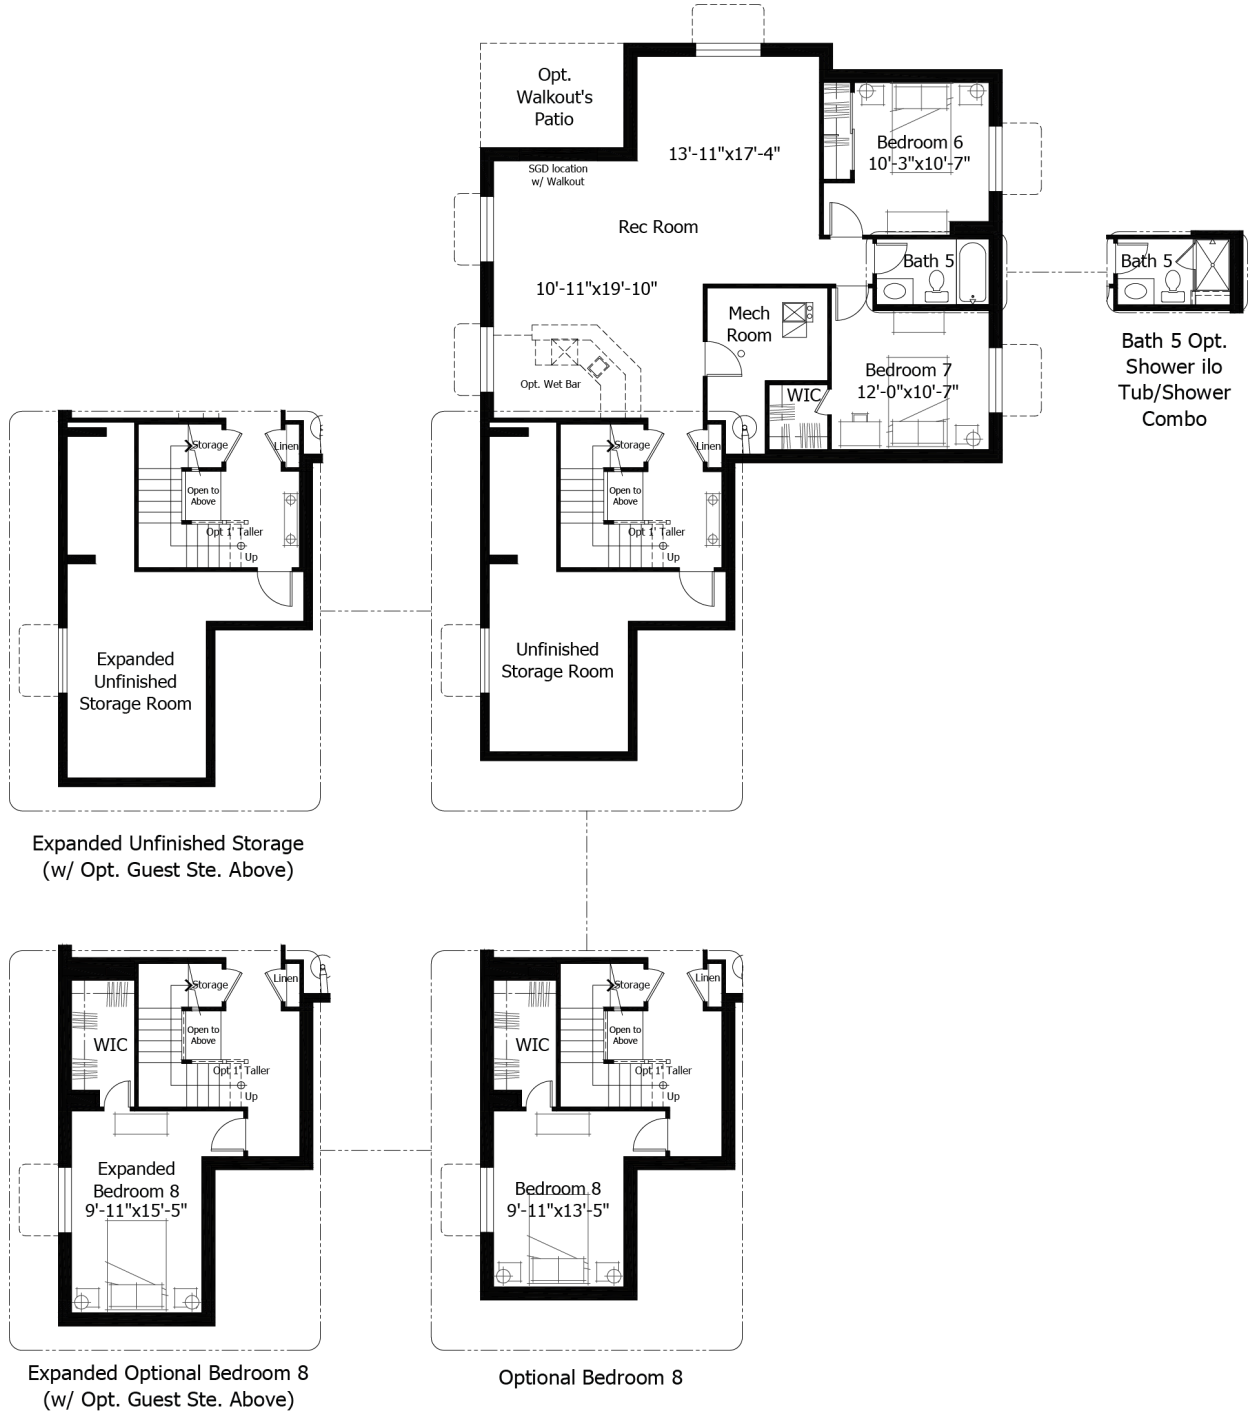 Opt.
Walkout's
Patio
13'-11"x17'-4"
Bedroom 6
10'-3"x10'-7"
SGD location
w/ Walkout
Rec Room
10'-11"x19'-10"
Bath 5
Mech
Room
Opt. Wet Bar
Bedroom 7
12'-0"x10'-7"
WIC
Bath 5
Bath 5 Opt.
Shower ilo
Tub/Shower
Combo
Storage
Linen
Open to
Above
Opt 1' Taller
Up
Expanded
Unfinished
Storage Room
Expanded Unfinished Storage
(w/ Opt. Guest Ste. Above)
Storage
Linen
Open to
Above
Opt 1' Taller
Up
Unfinished
Storage Room
Storage
Linen
Open to
Above
WIC
Opt 1' Taller
Up
Expanded
Bedroom 8
9'-11"x15'-5"
Expanded Optional Bedroom 8
(w/ Opt. Guest Ste. Above)
Storage
Linen
Open to
Above
WIC
Opt 1' Taller
Up
Bedroom 8
9'-11"x13'-5"
Optional Bedroom 8